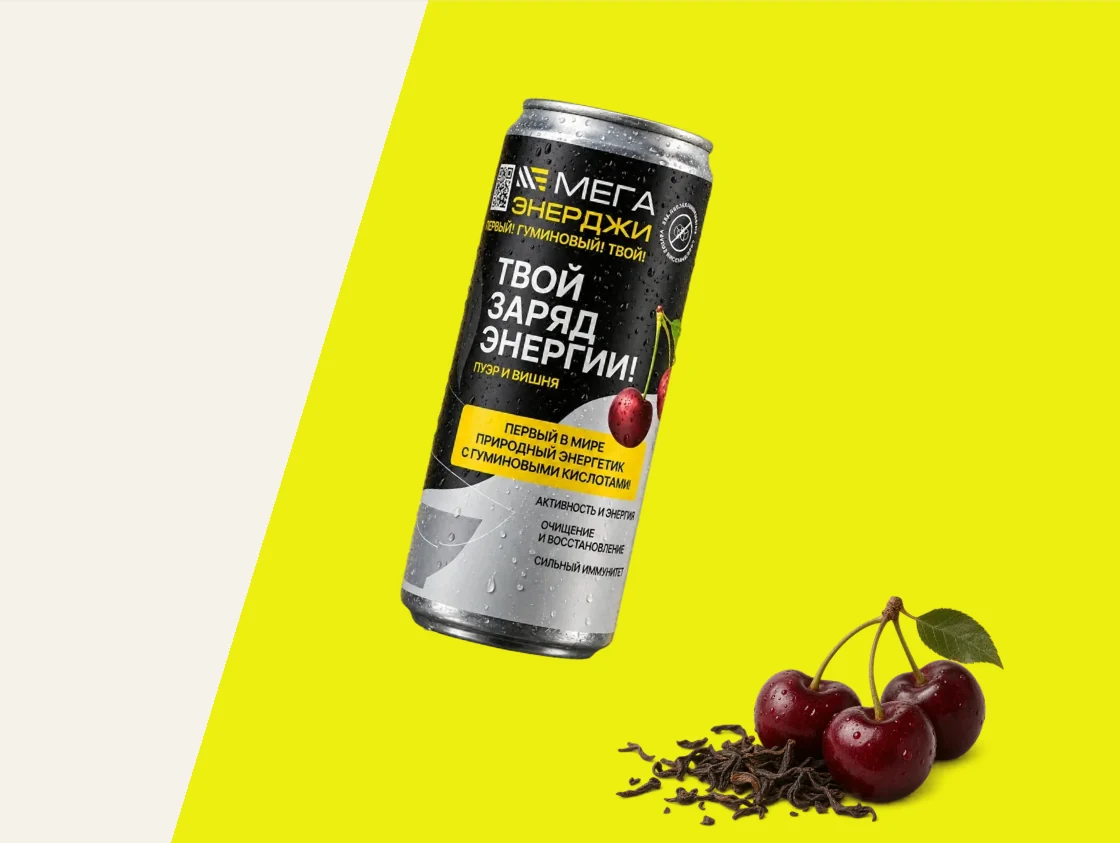 МЕГА
ЭНЕРДЖИ
ПЕРВЫЙ! ГУМИНОВЫЙ! ТВОЙ!
ТВОЙ
ЗАРЯД
ЭНЕРГИИ!
ПУЭР И ВИШНЯ
ПЕРВЫЙ В МИРЕ
ПРИРОДНЫЙ ЭНЕРГЕТИК
С ГУМИНОВЫМИ КИСЛОТАМИ!
АКТИВНОСТЬ И ЭНЕРГИЯ
ОЧИЩЕНИЕ
И ВОССТАНОВЛЕНИЕ
СИЛЬНЫЙ ИММУНИТЕТ